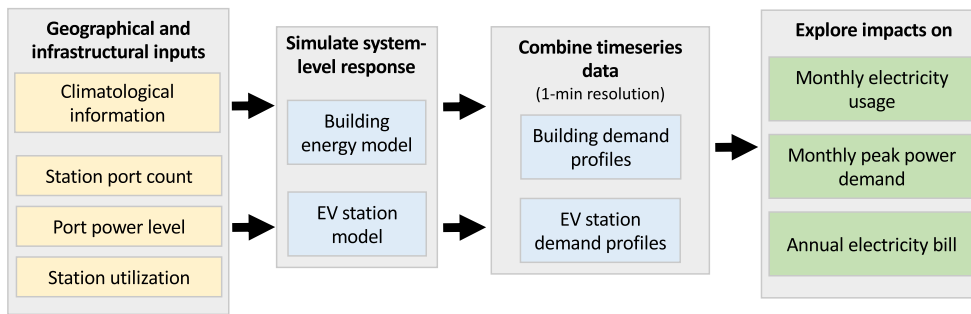 Geographical and
infrastructural inputs
Climatological
information
Station port count
Port power level
Station utilization
Simulate system-
level response
Building
energy model
EV station
model
Combine timeseries
data
(1-min resolution)
Building demand
profiles
EV station
demand profiles
Explore impacts on
Monthly electricity
usage
Monthly peak power
demand
Annual electricity bill